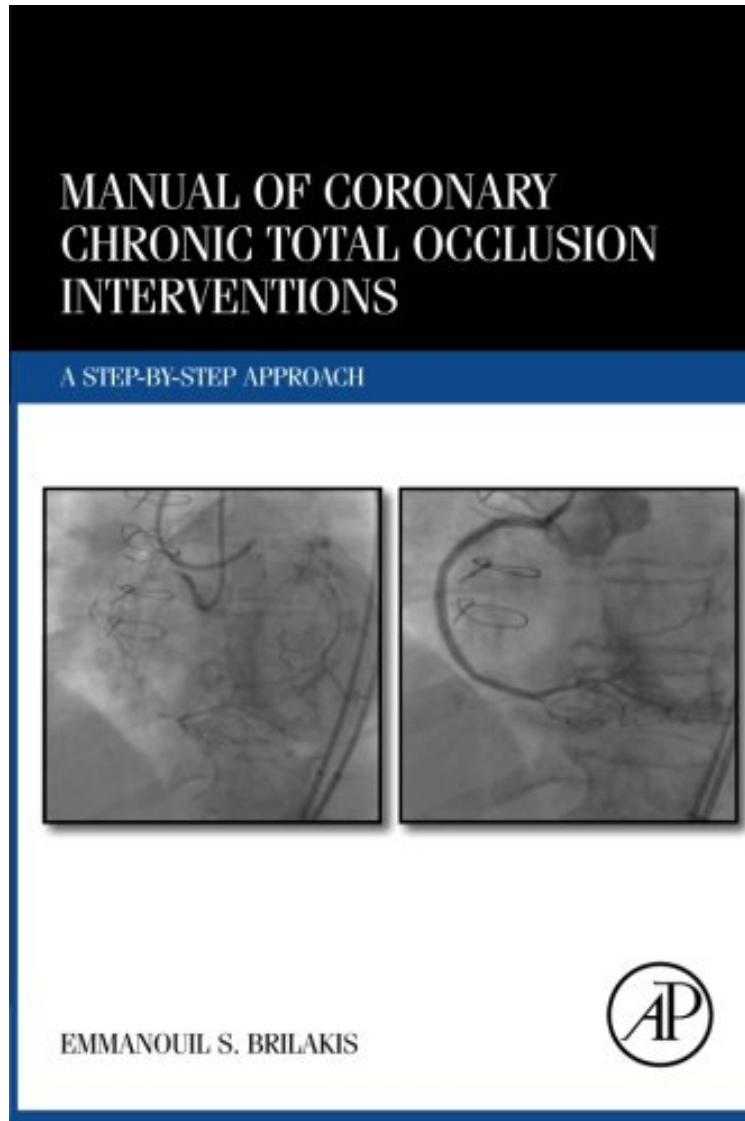 MANUAL OF CORONARY
CHRONIC TOTAL OCCLUSION
INTERVENTIONS
A STEP-BY-STEP APPROACH
EMMANOUIL S. BRILAKIS
AP